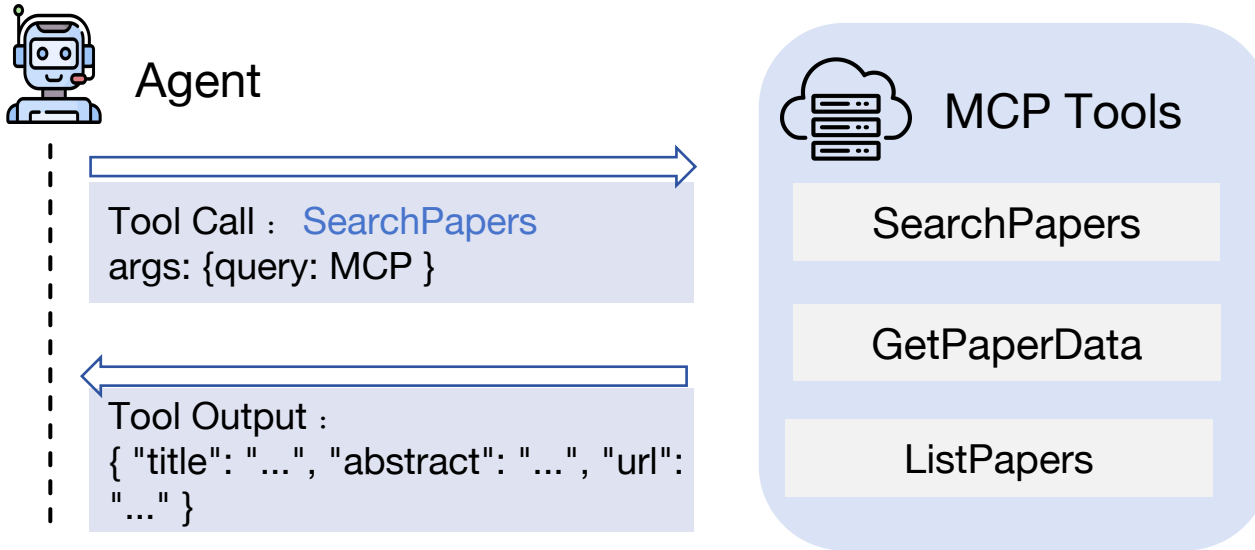 Agent
Tool Call： SearchPapers
args: {query: MCP }
Tool Output：
{ "title": "...", "abstract": "...", "url":
"..." }
MCP Tools
SearchPapers
GetPaperData
ListPapers